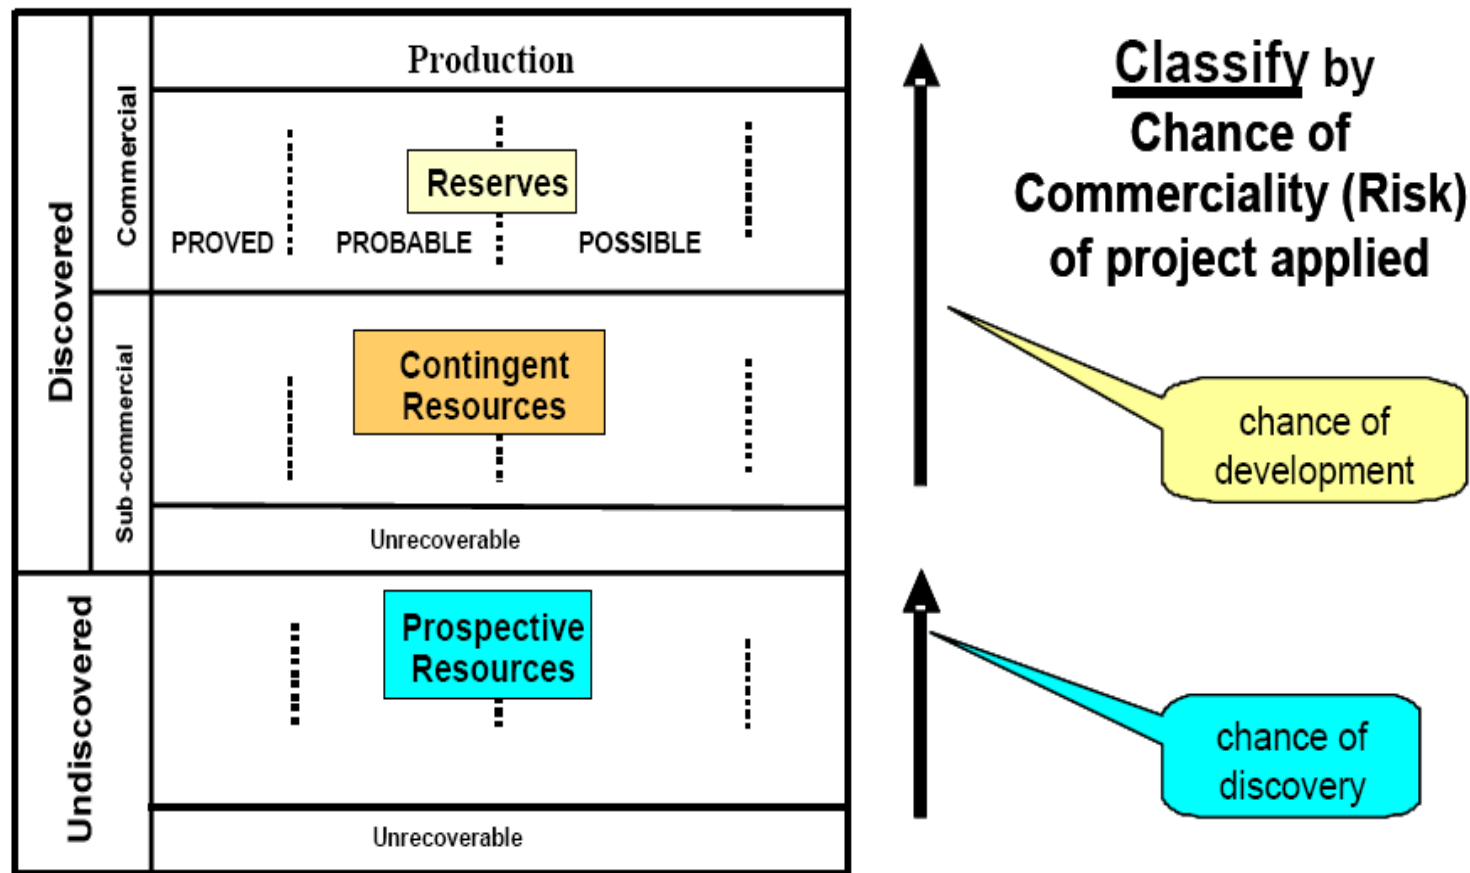 Production
Discovered
Commercial
Reserves
PROVED
PROBABLE
POSSIBLE
Sub-commercial
Contingent
Resources
Unrecoverable
Undiscovered
Prospective
Resources
Unrecoverable
Classify by
Chance of
Commerciality (Risk)
of project applied
chance of
development
chance of
discovery